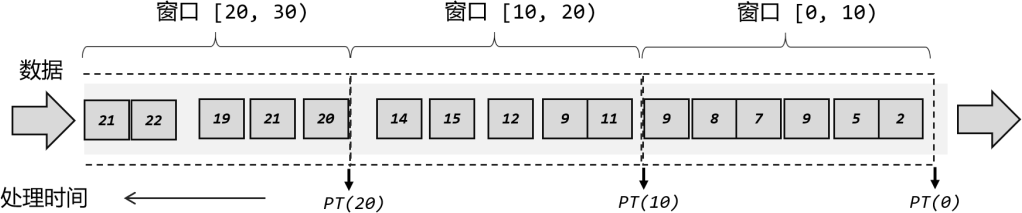 窗口 [20, 30)
窗口 [10, 20)
窗口 [0, 10)
数据
21 22 19 21 20 14 15 12 9 11 9 8 7 9 5 2
处理时间
PT(20)
PT(10)
PT(0)